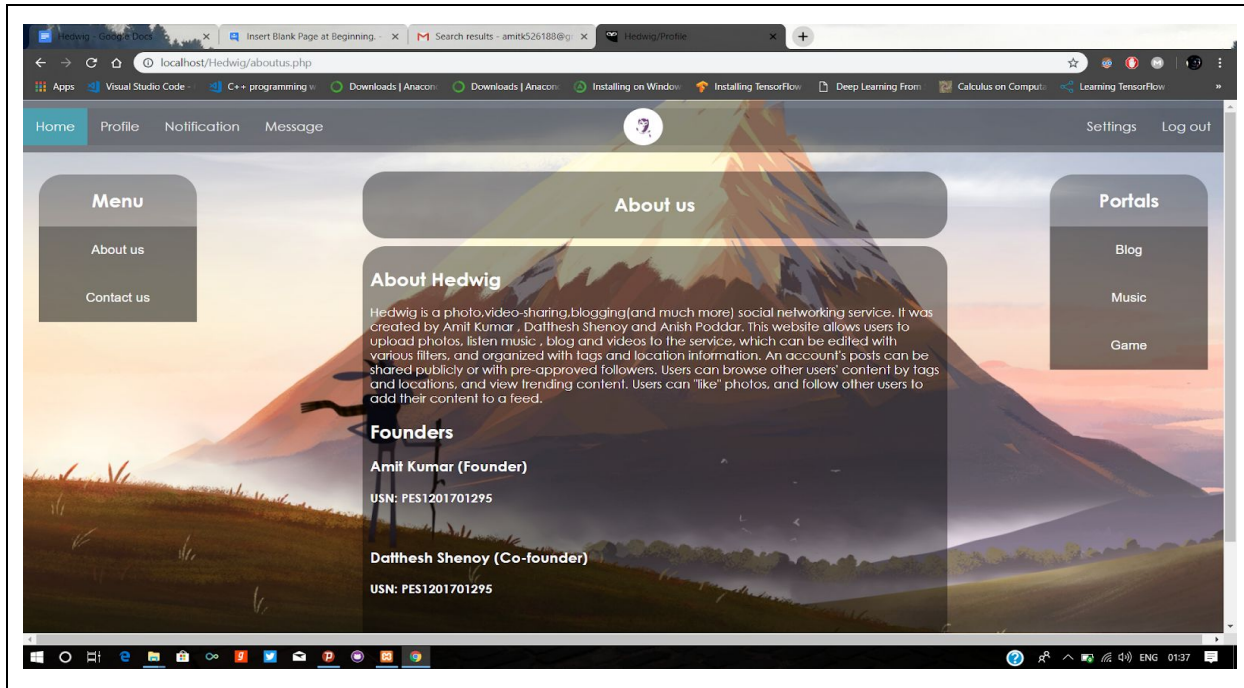 Hedwig - Google Docs
Insert Blank Page at Beginning. -
Search results - amitk526188@g
Hedwig/Profile
localhost/Hedwig/aboutus.php
Apps
Visual Studio Code -
C++ programming w
Downloads | Anacon
Downloads | Anacon
Installing on Window
Installing TensorFlow
Deep Learning From
Calculus on Computa
Learning TensorFlow
»
Home Profile Notification Message
Settings Log out
Menu
About us
Contact us
About us
About Hedwig
Hedwig is a photo,video-sharing,blogging(and much more) social networking service. It was
created by Amit Kumar , Datthesh Shenoy and Anish Poddar. This website allows users to
upload photos, listen music , blog and videos to the service, which can be edited with
various filters, and organized with tags and location information. An account's posts can be
shared publicly or with pre-approved followers. Users can browse other users' content by tags
and locations, and view trending content. Users can "like" photos, and follow other users to
add their content to a feed.
Founders
Amit Kumar (Founder)
USN: PES1201701295
Datthesh Shenoy (Co-founder)
USN: PES1201701295
Portals
Blog
Music
Game
ENG 01:37